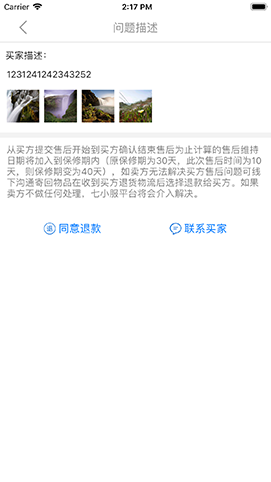 Carrier 2:17 PM
问题描述
买家描述：
1231241242343252
从买方提交售后开始到买方确认结束售后为止计算的售后维持
日期将加入到保修期内（原保修期为30天，此次售后时间为10
天，则保修期变为40天），如卖方无法解决买方售后问题可线
下沟通寄回物品在收到买方退货物流后选择退款给买方。如果
卖方不做任何处理、七小服平台将会介入解决。
同意退款 联系买家